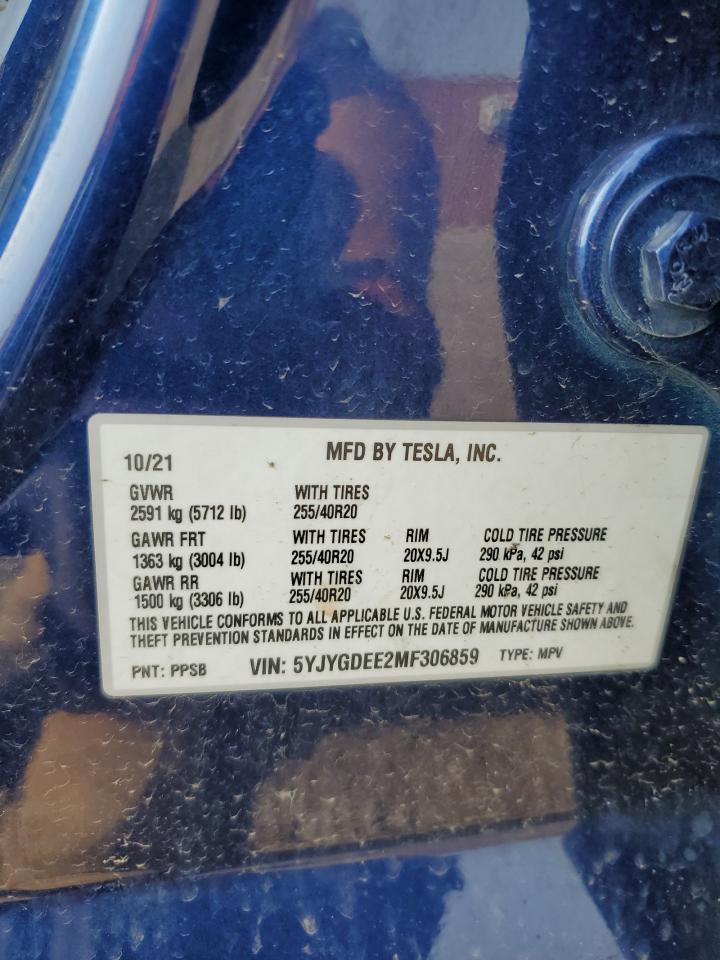 10/21 MFD BY TESLA, INC.
GVWR WITH TIRES
2591 kg (5712 lb) 255/40R20
GAWR FRT WITH TIRES RIM COLD TIRE PRESSURE
1363 kg (3004 lb) 255/40R20 20X9.5J 290 kPa, 42 psi
GAWR RR WITH TIRES RIM COLD TIRE PRESSURE
1500 kg (3306 lb) 255/40R20 20X9.5J 290 kPa, 42 psi
THIS VEHICLE CONFORMS TO ALL APPLICABLE U.S. FEDERAL MOTOR VEHICLE SAFETY AND
THEFT PREVENTION STANDARDS IN EFFECT ON THE DATE OF MANUFACTURE SHOWN ABOVE.
PNT: PPSB VIN: 5YJYGDEE2MF306859 TYPE: MPV